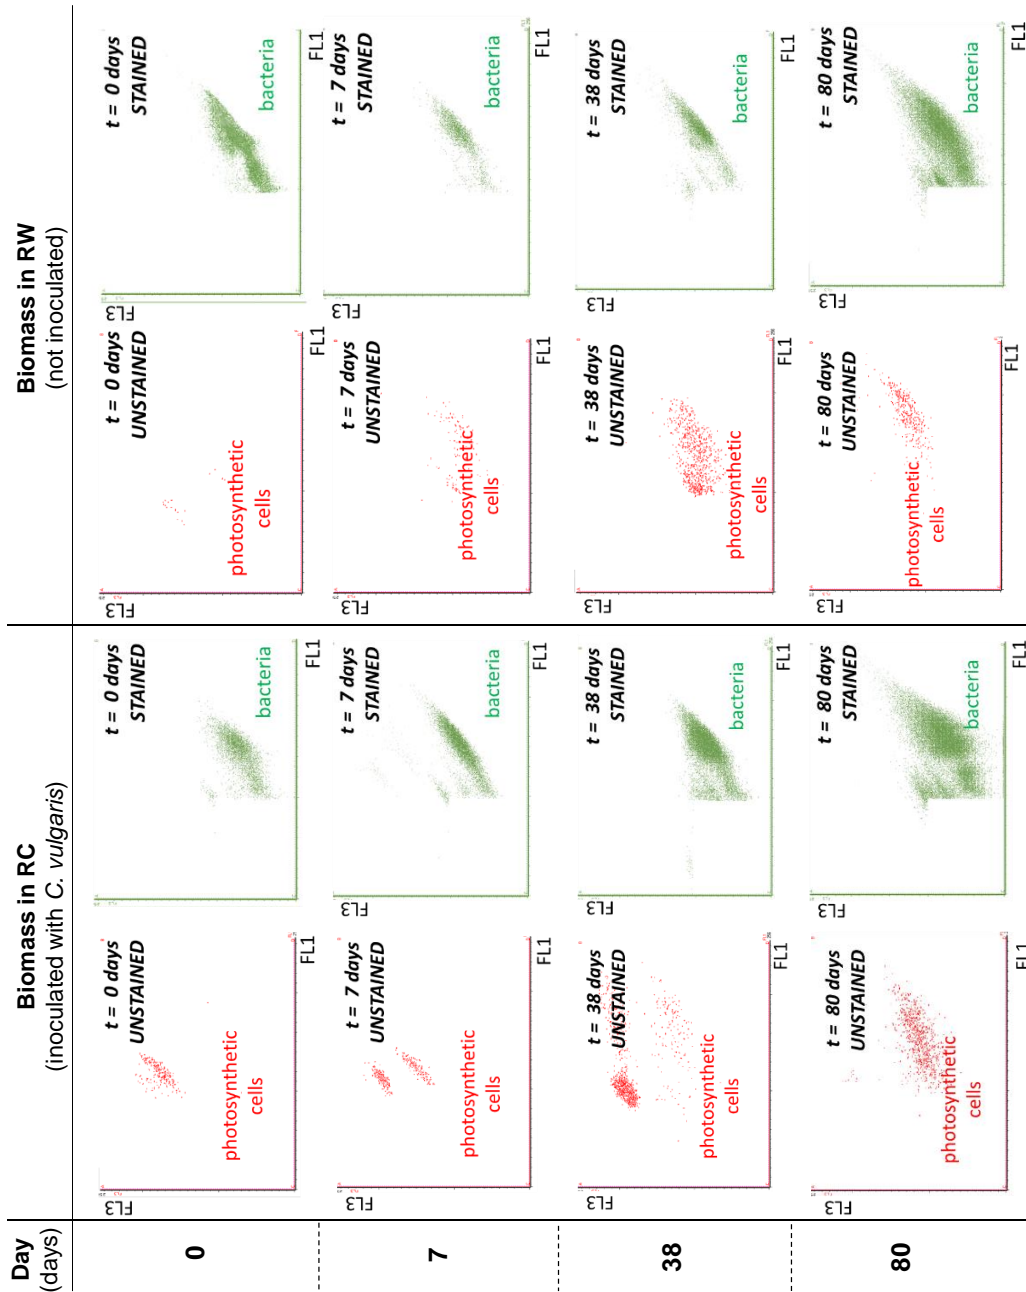 Day
(days)
Biomass in RC
(inoculated with C. vulgaris)
Biomass in RW
(not inoculated)
0
FL3
t = 0 days
UNSTAINED
photosynthetic
cells
FL1
FL3
t = 0 days
STAINED
bacteria
FL1
FL3
t = 0 days
UNSTAINED
photosynthetic
cells
FL1
FL3
t = 0 days
STAINED
bacteria
FL1
7
FL3
t = 7 days
UNSTAINED
photosynthetic
cells
FL1
FL3
t = 7 days
STAINED
bacteria
FL1
FL3
t = 7 days
UNSTAINED
photosynthetic
cells
FL1
FL3
t = 7 days
STAINED
bacteria
FL1
38
FL3
t = 38 days
UNSTAINED
photosynthetic
cells
FL1
FL3
t = 38 days
STAINED
bacteria
FL1
FL3
t = 38 days
UNSTAINED
photosynthetic
cells
FL1
FL3
t = 38 days
STAINED
bacteria
FL1
80
FL3
t = 80 days
UNSTAINED
photosynthetic
cells
FL1
FL3
t = 80 days
STAINED
bacteria
FL1
FL3
t = 80 days
UNSTAINED
photosynthetic
cells
FL1
FL3
t = 80 days
STAINED
bacteria
FL1